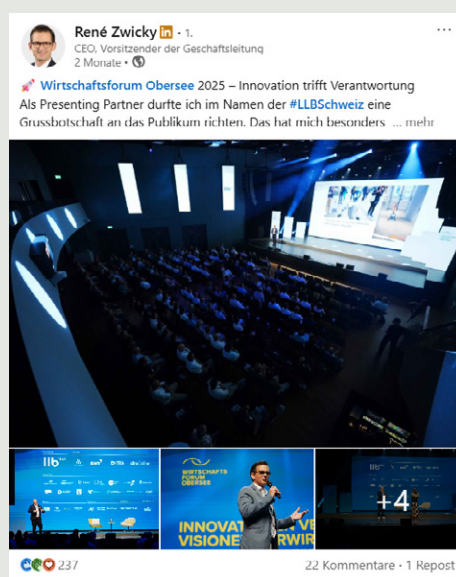 René Zwicky in • 1.
CEO, Vorsitzender der Geschäftsleitung
2 Monate •
🚀 Wirtschaftsforum Obersee 2025 – Innovation trifft Verantwortung
Als Presenting Partner durfte ich im Namen der #LLBSchweiz eine
Grussbotschaft an das Publikum richten. Das hat mich besonders ... mehr
llb
WIRTSCHAFTS
FORUM
OBERSEE
llb
+4
237
22 Kommentare • 1 Repost